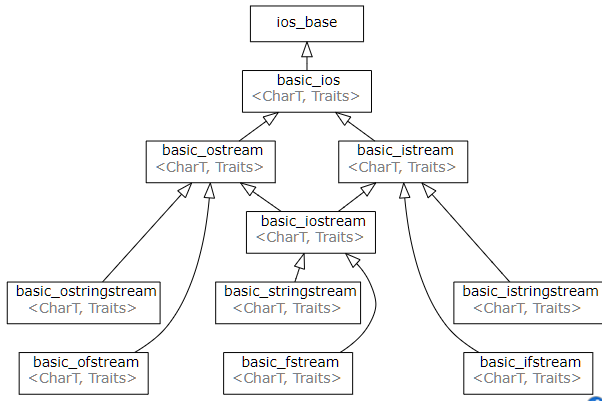 ios_base
basic_ios
<CharT, Traits>
basic_ostream
<CharT, Traits>
basic_istream
<CharT, Traits>
basic_iostream
<CharT, Traits>
basic_ostringstream
<CharT, Traits>
basic_stringstream
<CharT, Traits>
basic_istringstream
<CharT, Traits>
basic_ofstream
<CharT, Traits>
basic_fstream
<CharT, Traits>
basic_ifstream
<CharT, Traits>